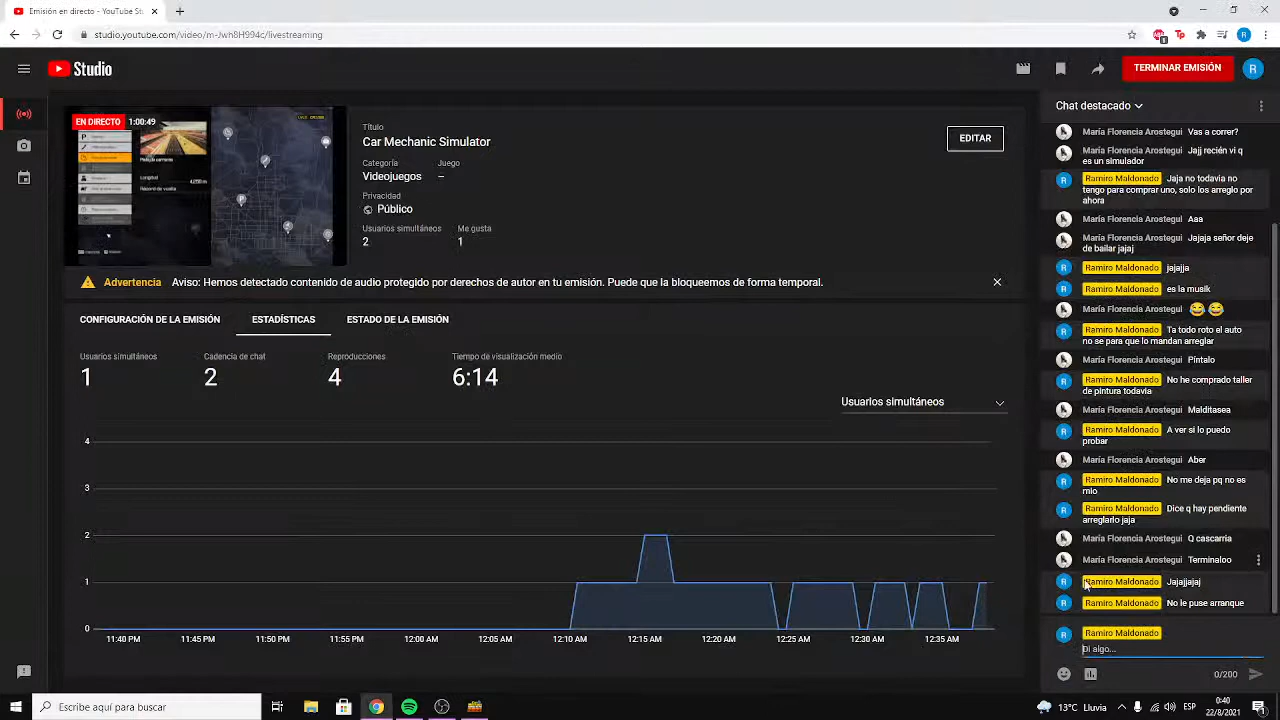 Emisión en directo - YouTube Stu
studio.youtube.com/video/m-Jwh8H994c/livestreaming
Studio
TERMINAR EMISIÓN
R
EN DIRECTO 1:00:49
Título
Car Mechanic Simulator
EDITAR
Categoría Juego
Videojuegos –
Privacidad
Público
Usuarios simultáneos Me gusta
2 1
Advertencia Aviso: Hemos detectado contenido de audio protegido por derechos de autor en tu emisión. Puede que la bloqueemos de forma temporal.
CONFIGURACIÓN DE LA EMISIÓN ESTADÍSTICAS ESTADO DE LA EMISIÓN
Usuarios simultáneos Cadencia de chat Reproducciones Tiempo de visualización medio
1 2 4 6:14
Usuarios simultáneos
4
3
2
1
0
11:40 PM 11:45 PM 11:50 PM 11:55 PM 12:00 AM 12:05 AM 12:10 AM 12:15 AM 12:20 AM 12:25 AM 12:30 AM 12:35 AM
Chat destacado
María Florencia Arostegui Vas a correr?
María Florencia Arostegui Jajj recién vi q
es un simulador
Ramiro Maldonado Jaja no todavia no
tengo para comprar uno, solo los arreglo por
ahora
María Florencia Arostegui Aaa
María Florencia Arostegui Jajaja señor deje
de bailar jajaj
Ramiro Maldonado jajajja
Ramiro Maldonado es la musik
María Florencia Arostegui 😂 😂
Ramiro Maldonado Ta todo roto el auto
no se para que lo mandan arreglar
María Florencia Arostegui Píntalo
Ramiro Maldonado No he comprado taller
de pintura todavia
María Florencia Arostegui Malditasea
Ramiro Maldonado A ver si lo puedo
probar
María Florencia Arostegui Aber
Ramiro Maldonado No me deja pq no es
mIo
Ramiro Maldonado Dice q hay pendiente
arreglarlo jaja
María Florencia Arostegui Q cascarria
María Florencia Arostegui Terminaloo
Ramiro Maldonado Jajajjajaj
Ramiro Maldonado No le puse arranque
Ramiro Maldonado
Di algo...
0/200
Escribe aquí para buscar
13°C Lluvia
ESP
0:40
22/8/2021